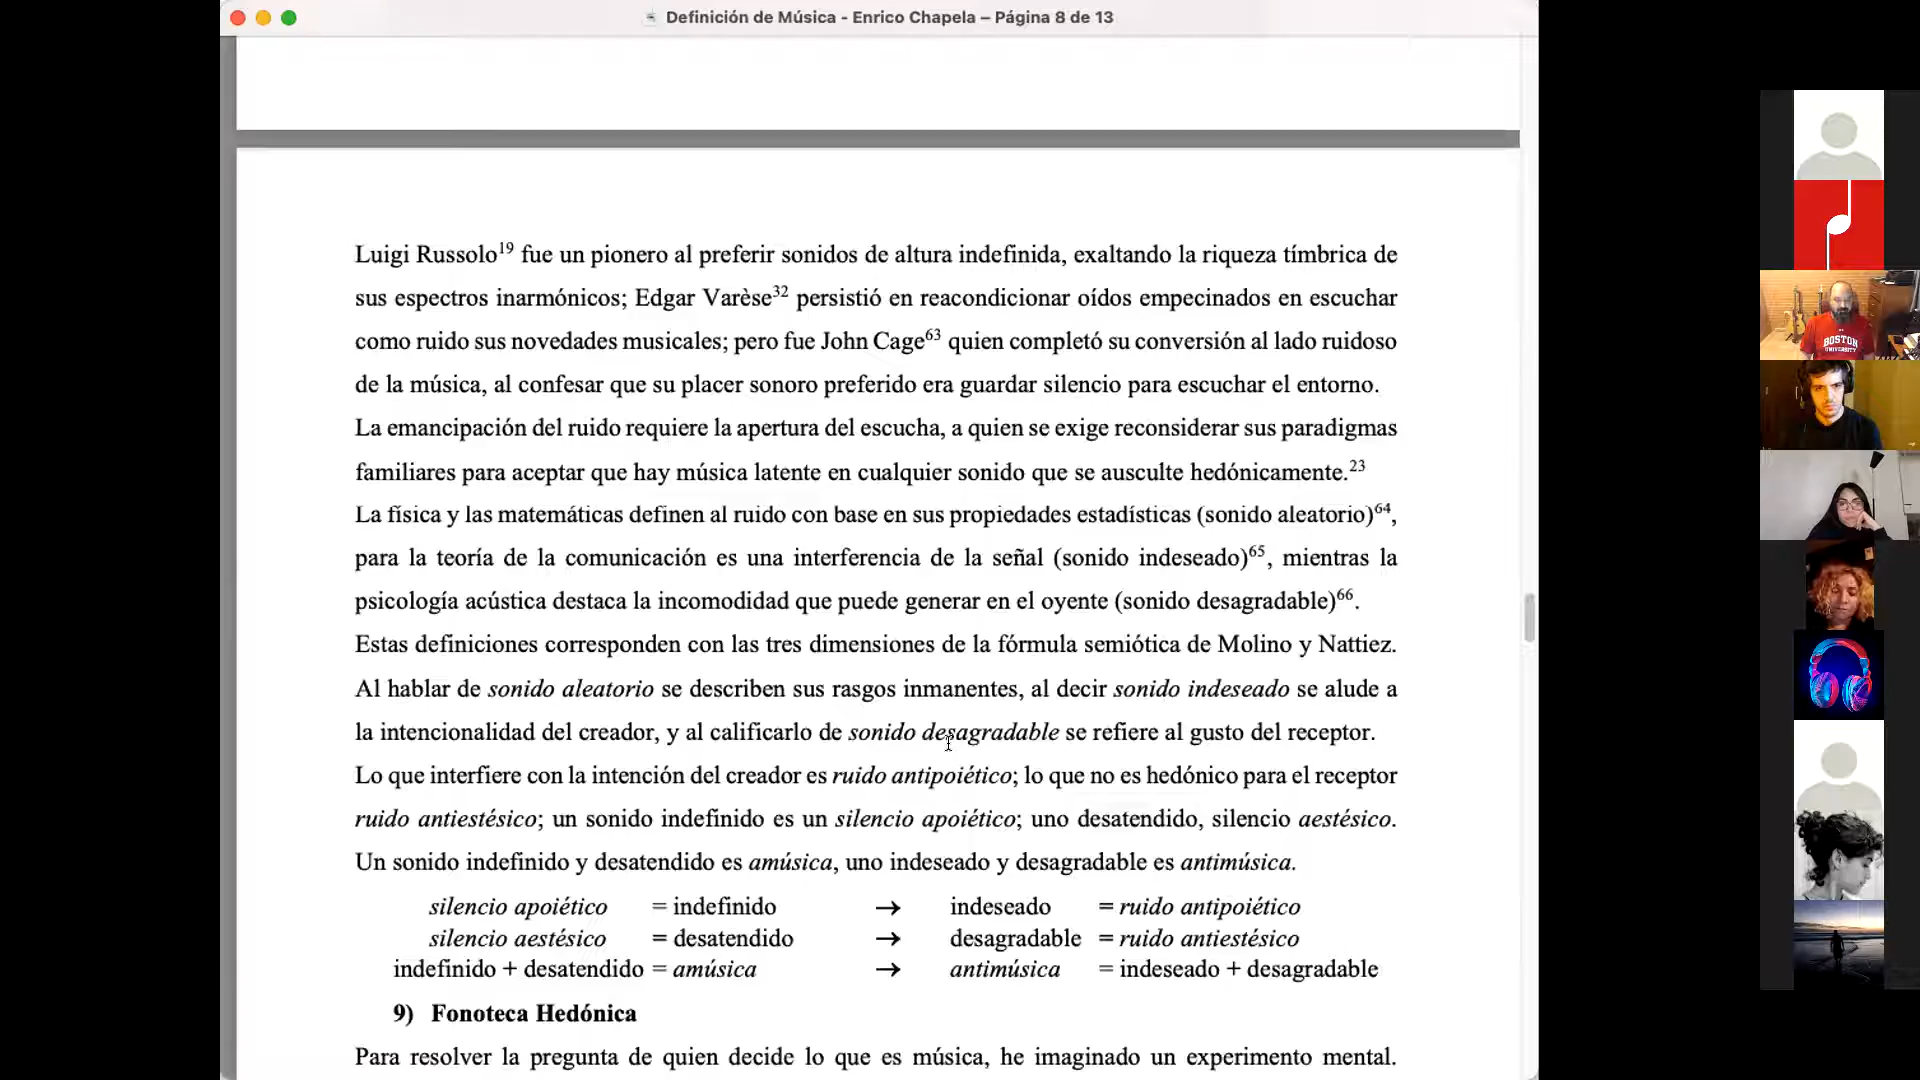 Definición de Música - Enrico Chapela – Página 8 de 13
Luigi Russolo19 fue un pionero al preferir sonidos de altura indefinida, exaltando la riqueza tímbrica de
sus espectros inarmónicos; Edgar Varèse32 persistió en reacondicionar oídos empecinados en escuchar
como ruido sus novedades musicales; pero fue John Cage63 quien completó su conversión al lado ruidoso
de la música, al confesar que su placer sonoro preferido era guardar silencio para escuchar el entorno.
La emancipación del ruido requiere la apertura del escucha, a quien se exige reconsiderar sus paradigmas
familiares para aceptar que hay música latente en cualquier sonido que se ausculte hedónicamente.23
La física y las matemáticas definen al ruido con base en sus propiedades estadísticas (sonido aleatorio)64,
para la teoría de la comunicación es una interferencia de la señal (sonido indeseado)65, mientras la
psicología acústica destaca la incomodidad que puede generar en el oyente (sonido desagradable)66.
Estas definiciones corresponden con las tres dimensiones de la fórmula semiótica de Molino y Nattiez.
Al hablar de sonido aleatorio se describen sus rasgos inmanentes, al decir sonido indeseado se alude a
la intencionalidad del creador, y al calificarlo de sonido desagradable se refiere al gusto del receptor.
Lo que interfiere con la intención del creador es ruido antipoiético; lo que no es hedónico para el receptor
ruido antiestésico; un sonido indefinido es un silencio apoiético; uno desatendido, silencio aestésico.
Un sonido indefinido y desatendido es amúsica, uno indeseado y desagradable es antimúsica.
silencio apoiético = indefinido → indeseado = ruido antipoiético
silencio aestésico = desatendido → desagradable = ruido antiestésico
indefinido + desatendido = amúsica → antimúsica = indeseado + desagradable
9) Fonoteca Hedónica
Para resolver la pregunta de quien decide lo que es música, he imaginado un experimento mental.
BOSTON
UNIVERSITY